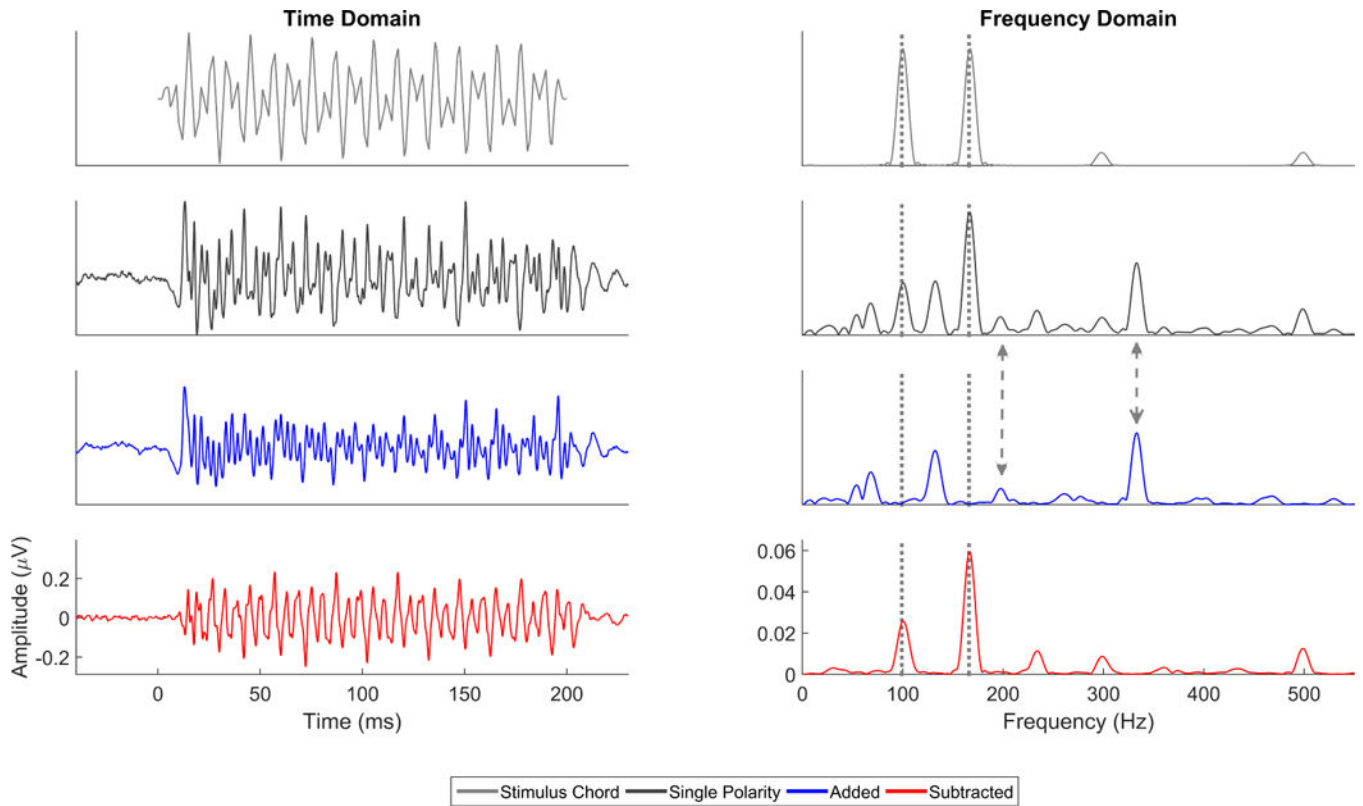 Time Domain
Frequency Domain
Amplitude (μV)
0.2
0
-0.2
0 50 100 150 200
Time (ms)
0.06
0.04
0.02
0
0 100 200 300 400 500
Frequency (Hz)
Stimulus Chord Single Polarity Added Subtracted